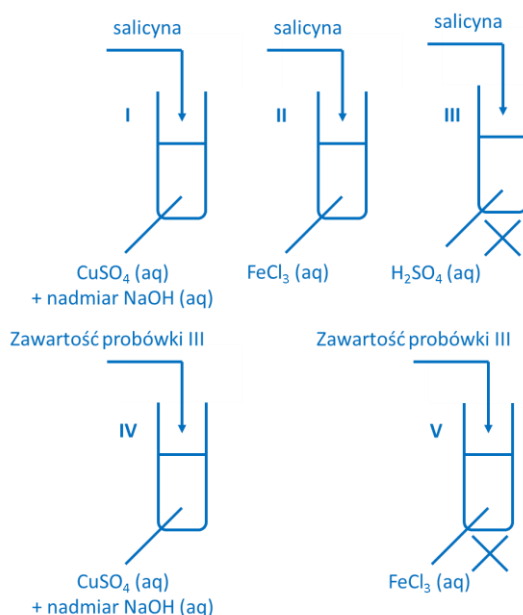 salicyna
salicyna
salicyna
I
II
III
CuSO₄ (aq)
+ nadmiar NaOH (aq)
FeCl₃ (aq)
H₂SO₄ (aq)
Zawartość probówki III
Zawartość probówki III
IV
V
CuSO₄ (aq)
+ nadmiar NaOH (aq)
FeCl₃ (aq)